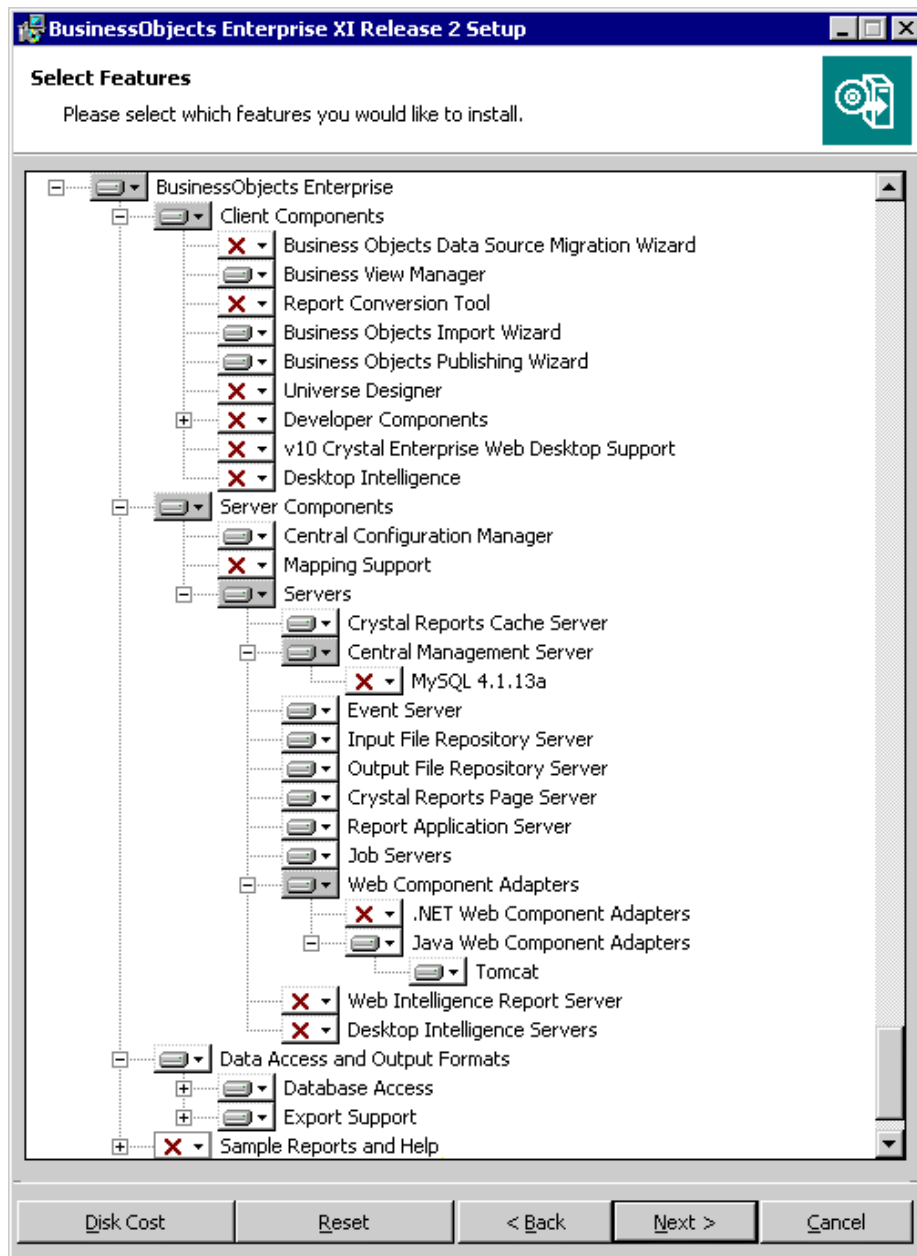 BusinessObjects Enterprise XI Release 2 Setup
Select Features
Please select which features you would like to install.
BusinessObjects Enterprise
Client Components
Business Objects Data Source Migration Wizard
Business View Manager
Report Conversion Tool
Business Objects Import Wizard
Business Objects Publishing Wizard
Universe Designer
Developer Components
v10 Crystal Enterprise Web Desktop Support
Desktop Intelligence
Server Components
Central Configuration Manager
Mapping Support
Servers
Crystal Reports Cache Server
Central Management Server
MySQL 4.1.13a
Event Server
Input File Repository Server
Output File Repository Server
Crystal Reports Page Server
Report Application Server
Job Servers
Web Component Adapters
.NET Web Component Adapters
Java Web Component Adapters
Tomcat
Web Intelligence Report Server
Desktop Intelligence Servers
Data Access and Output Formats
Database Access
Export Support
Sample Reports and Help
Disk Cost Reset < Back Next > Cancel